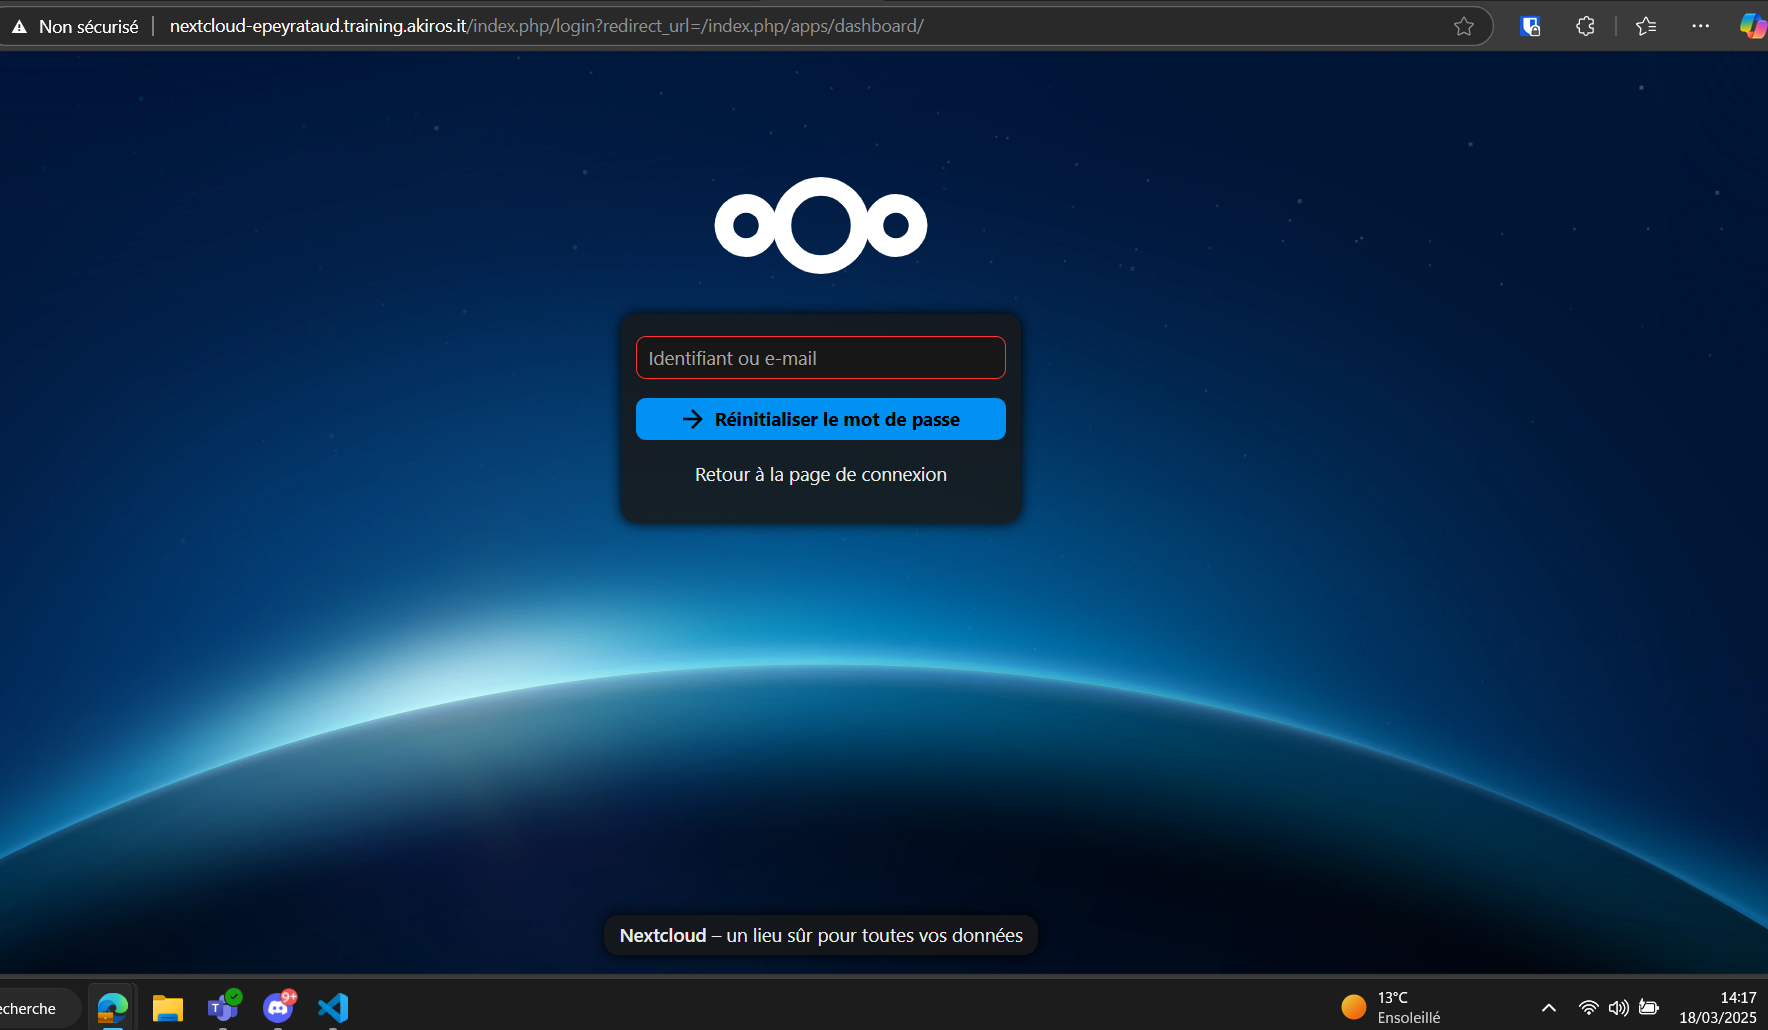 Non sécurisé
nextcloud-epeyrataud.training.akiros.it/index.php/login?redirect_url=/index.php/apps/dashboard/
Identifiant ou e-mail
Réinitialiser le mot de passe
Retour à la page de connexion
Nextcloud – un lieu sûr pour toutes vos données
echerche
T
9+
13°C
Ensoleillé
14:17
18/03/2025